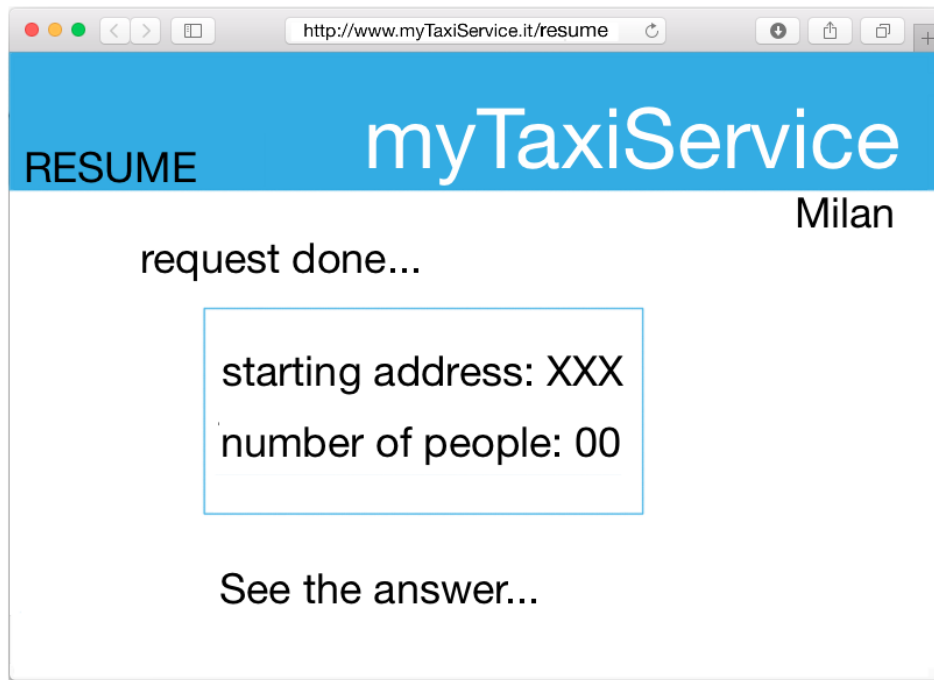 http://www.myTaxiService.it/resume
myTaxiService
RESUME
Milan
request done...
starting address: XXX
number of people: 00
See the answer...